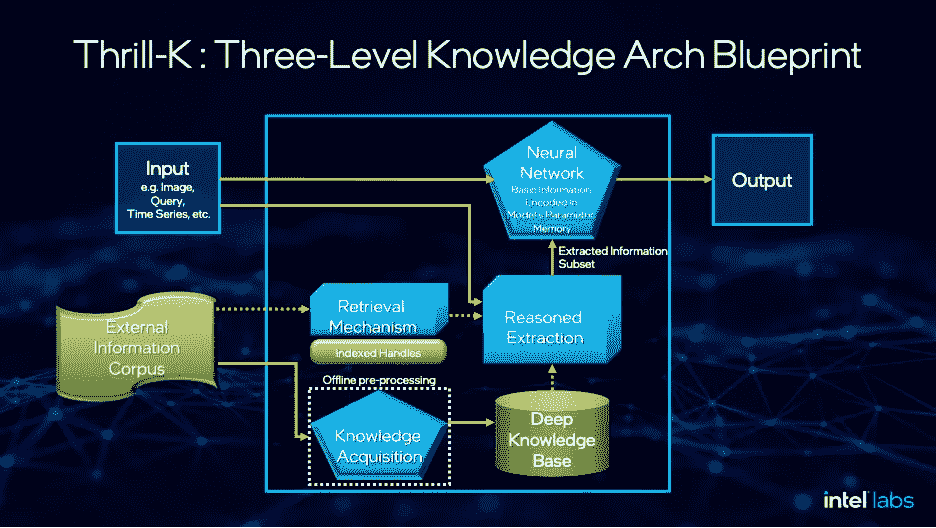 Thrill-K : Three-Level Knowledge Arch Blueprint
Input
e.g. Image,
Query,
Time Series, etc.
Neural
Network
Basic Information
Encoded in
Model's Parametric
Memory
Output
Extracted Information
Subset
External
Information
Corpus
Retrieval
Mechanism
Indexed Handles
Reasoned
Extraction
Offline pre-processing
Knowledge
Acquisition
Deep
Knowledge
Base
intel labs